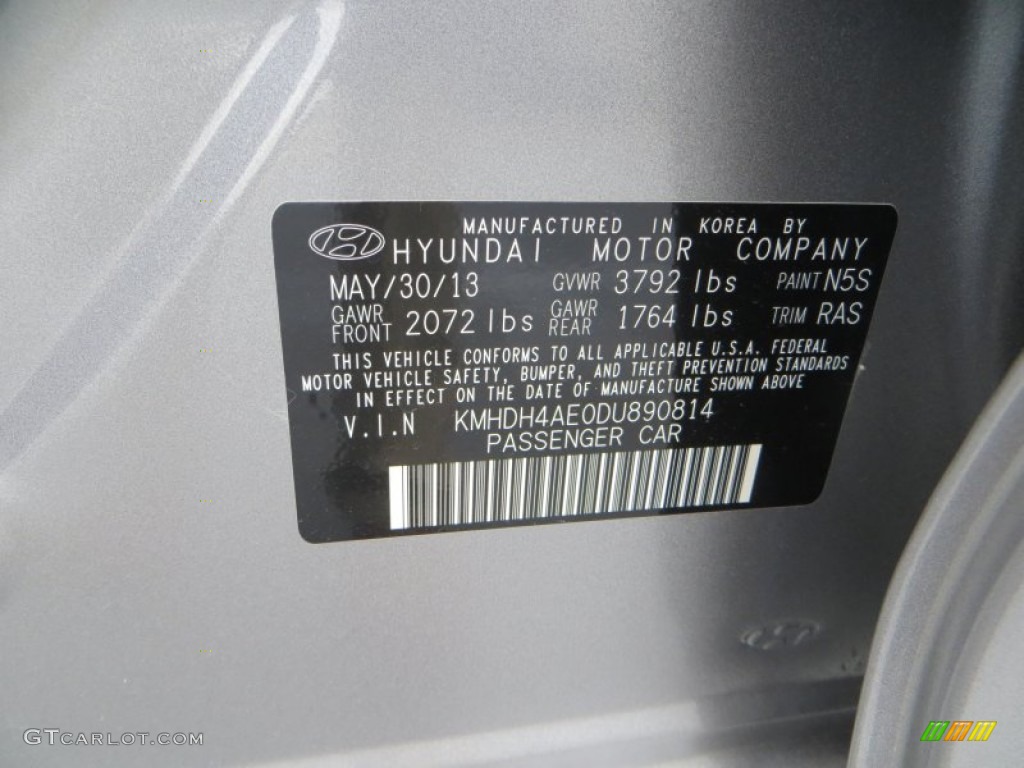 MANUFACTURED IN KOREA BY
HYUNDAI MOTOR COMPANY
MAY/30/13 GVWR 3792 lbs PAINT N5S
GAWR FRONT 2072 lbs GAWR REAR 1764 lbs TRIM RAS
THIS VEHICLE CONFORMS TO ALL APPLICABLE U.S.A. FEDERAL
MOTOR VEHICLE SAFETY, BUMPER, AND THEFT PREVENTION STANDARDS
IN EFFECT ON THE DATE OF MANUFACTURE SHOWN ABOVE
V.I.N KMHDH4AE0DU890814
PASSENGER CAR
GTCARLOT.COM